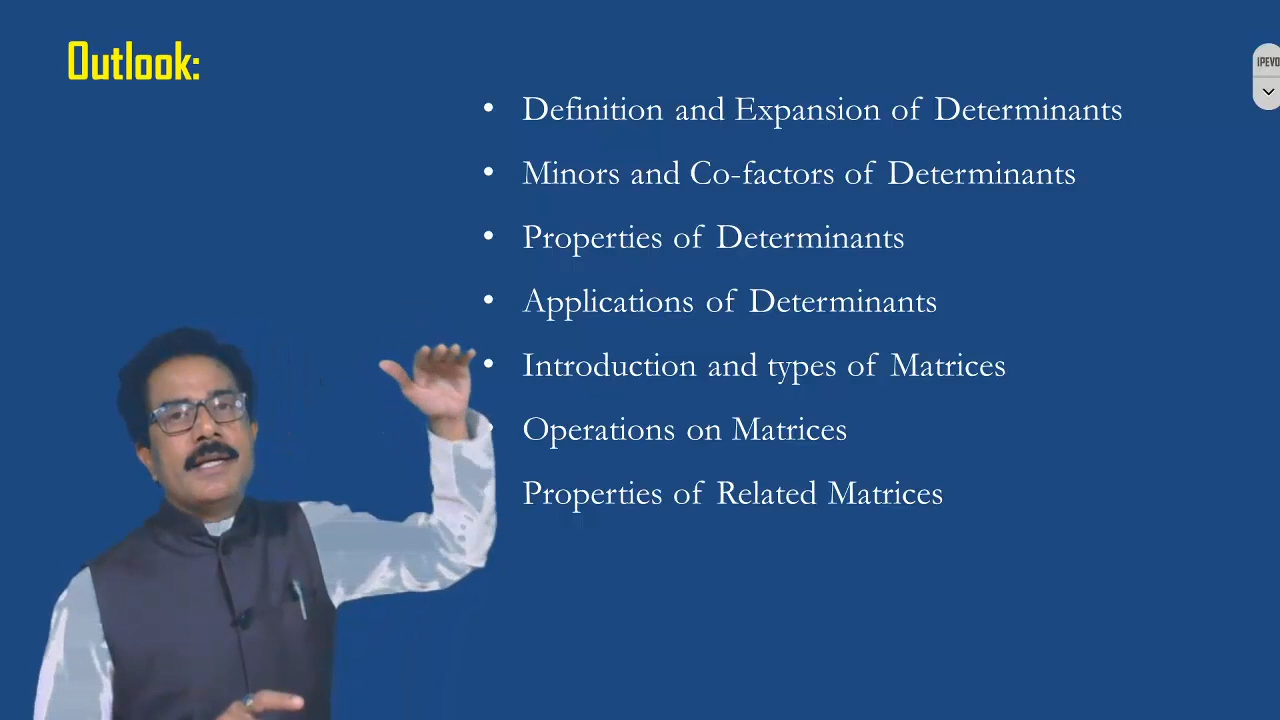 Outlook:
IPEVO
• Definition and Expansion of Determinants
• Minors and Co-factors of Determinants
• Properties of Determinants
• Applications of Determinants
• Introduction and types of Matrices
• Operations on Matrices
Properties of Related Matrices